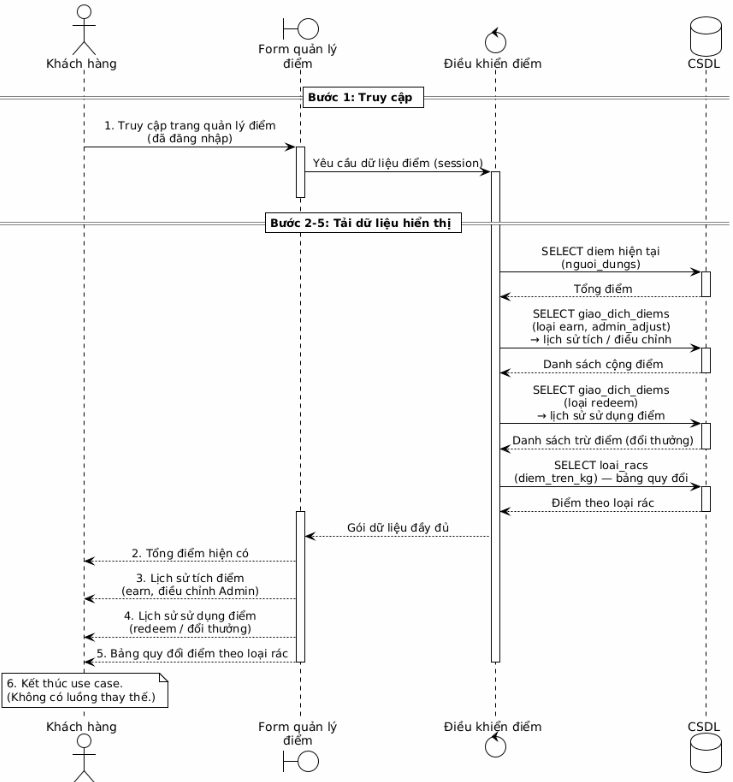 Khách hàng
Form quản lý
điểm
Điều khiển điểm
CSDL
Bước 1: Truy cập
1. Truy cập trang quản lý điểm
(đã đăng nhập)
Yêu cầu dữ liệu điểm (session)
Bước 2-5: Tải dữ liệu hiển thị
SELECT diem hiện tại
(nguoi_dungs)
Tổng điểm
SELECT giao_dich_diems
(loại earn, admin_adjust)
→ lịch sử tích / điều chỉnh
Danh sách cộng điểm
SELECT giao_dich_diems
(loại redeem)
→ lịch sử sử dụng điểm
Danh sách trừ điểm (đổi thưởng)
SELECT loai_racs
(diem_tren_kg) — bảng quy đổi
Điểm theo loại rác
Gói dữ liệu đầy đủ
2. Tổng điểm hiện có
3. Lịch sử tích điểm
(earn, điều chỉnh Admin)
4. Lịch sử sử dụng điểm
(redeem / đổi thưởng)
5. Bảng quy đổi điểm theo loại rác
6. Kết thúc use case.
(Không có luồng thay thế.)
Khách hàng
Form quản lý
điểm
Điều khiển điểm
CSDL